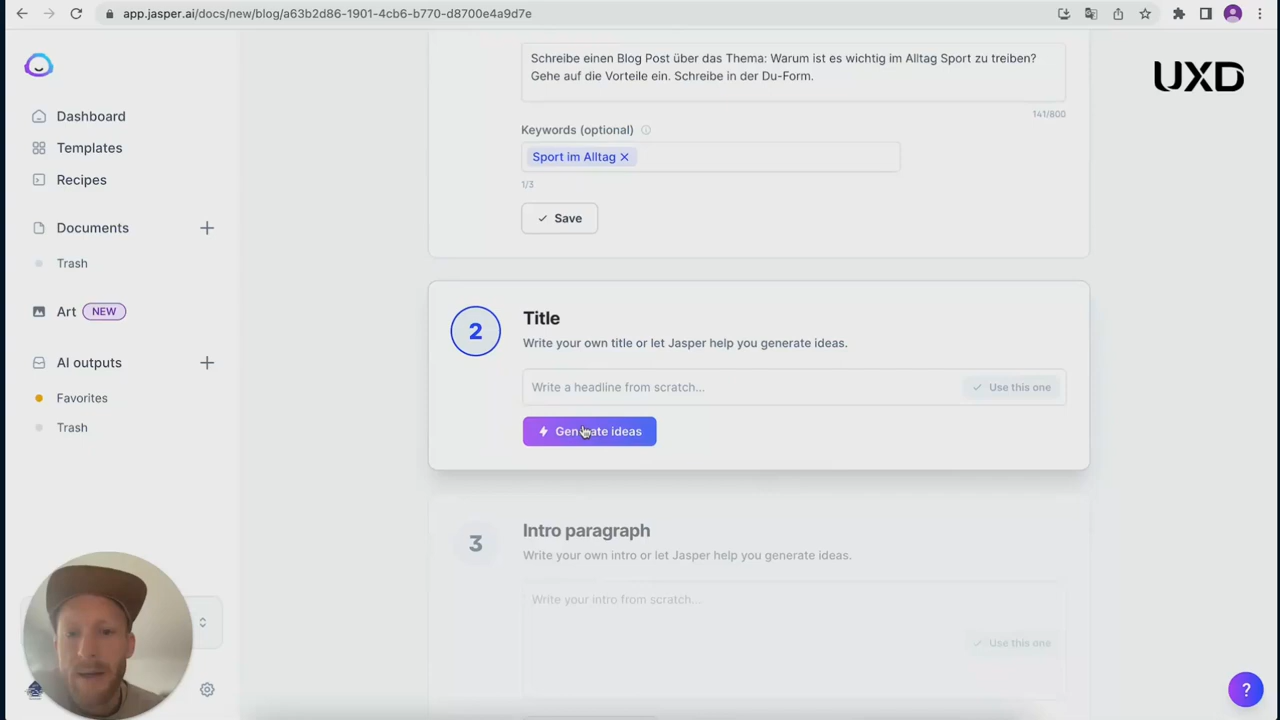 app.jasper.ai/docs/new/blog/a63b2d86-1901-4cb6-b770-d8700e4a9d7e
UXD
Dashboard
Templates
Recipes
Documents
Trash
Art NEW
AI outputs
Favorites
Trash
Schreibe einen Blog Post über das Thema: Warum ist es wichtig im Alltag Sport zu treiben?
Gehe auf die Vorteile ein. Schreibe in der Du-Form.
141/800
Keywords (optional)
Sport im Alltag
1/3
Save
2
Title
Write your own title or let Jasper help you generate ideas.
Write a headline from scratch...
Use this one
Generate ideas
3
Intro paragraph
Write your own intro or let Jasper help you generate ideas.
Write your intro from scratch...
Use this one
?